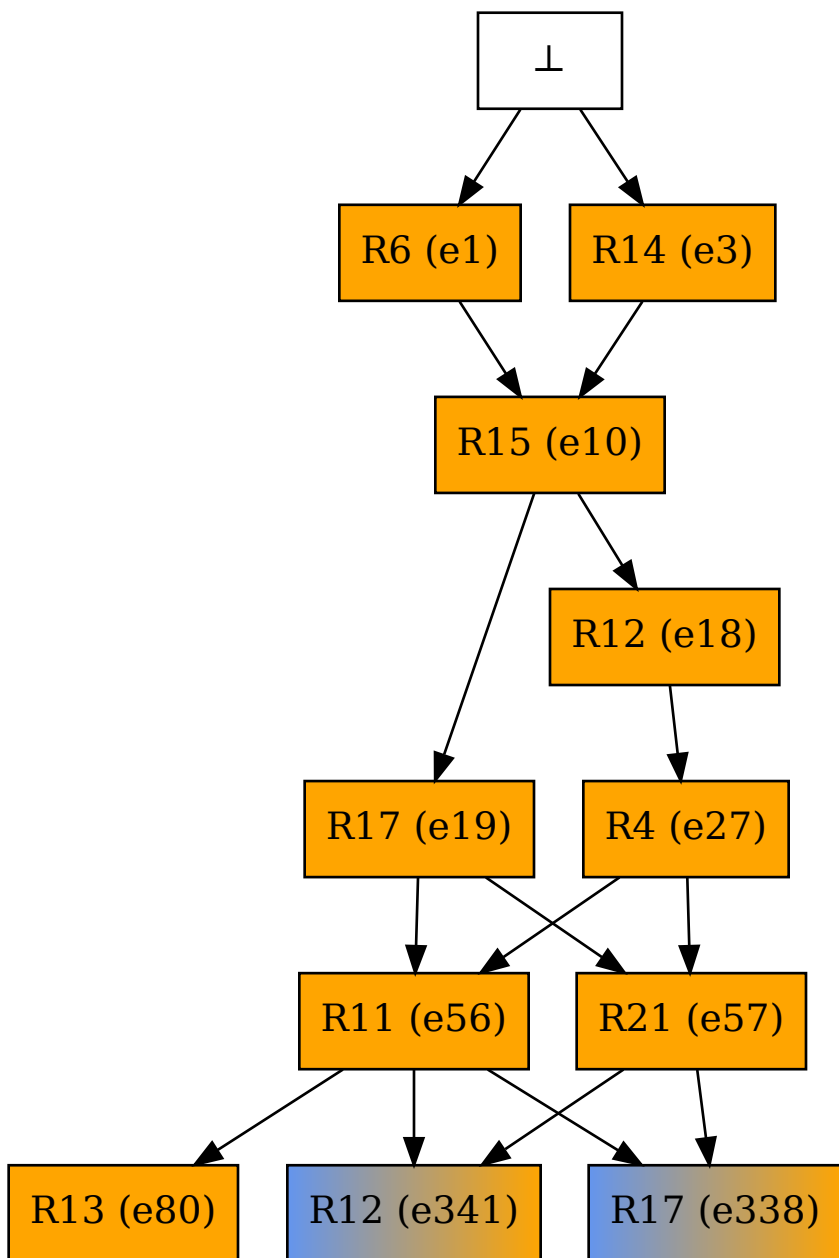 ⊥
R6 (e1)
R14 (e3)
R15 (e10)
R12 (e18)
R17 (e19)
R4 (e27)
R11 (e56)
R21 (e57)
R13 (e80)
R12 (e341)
R17 (e338)